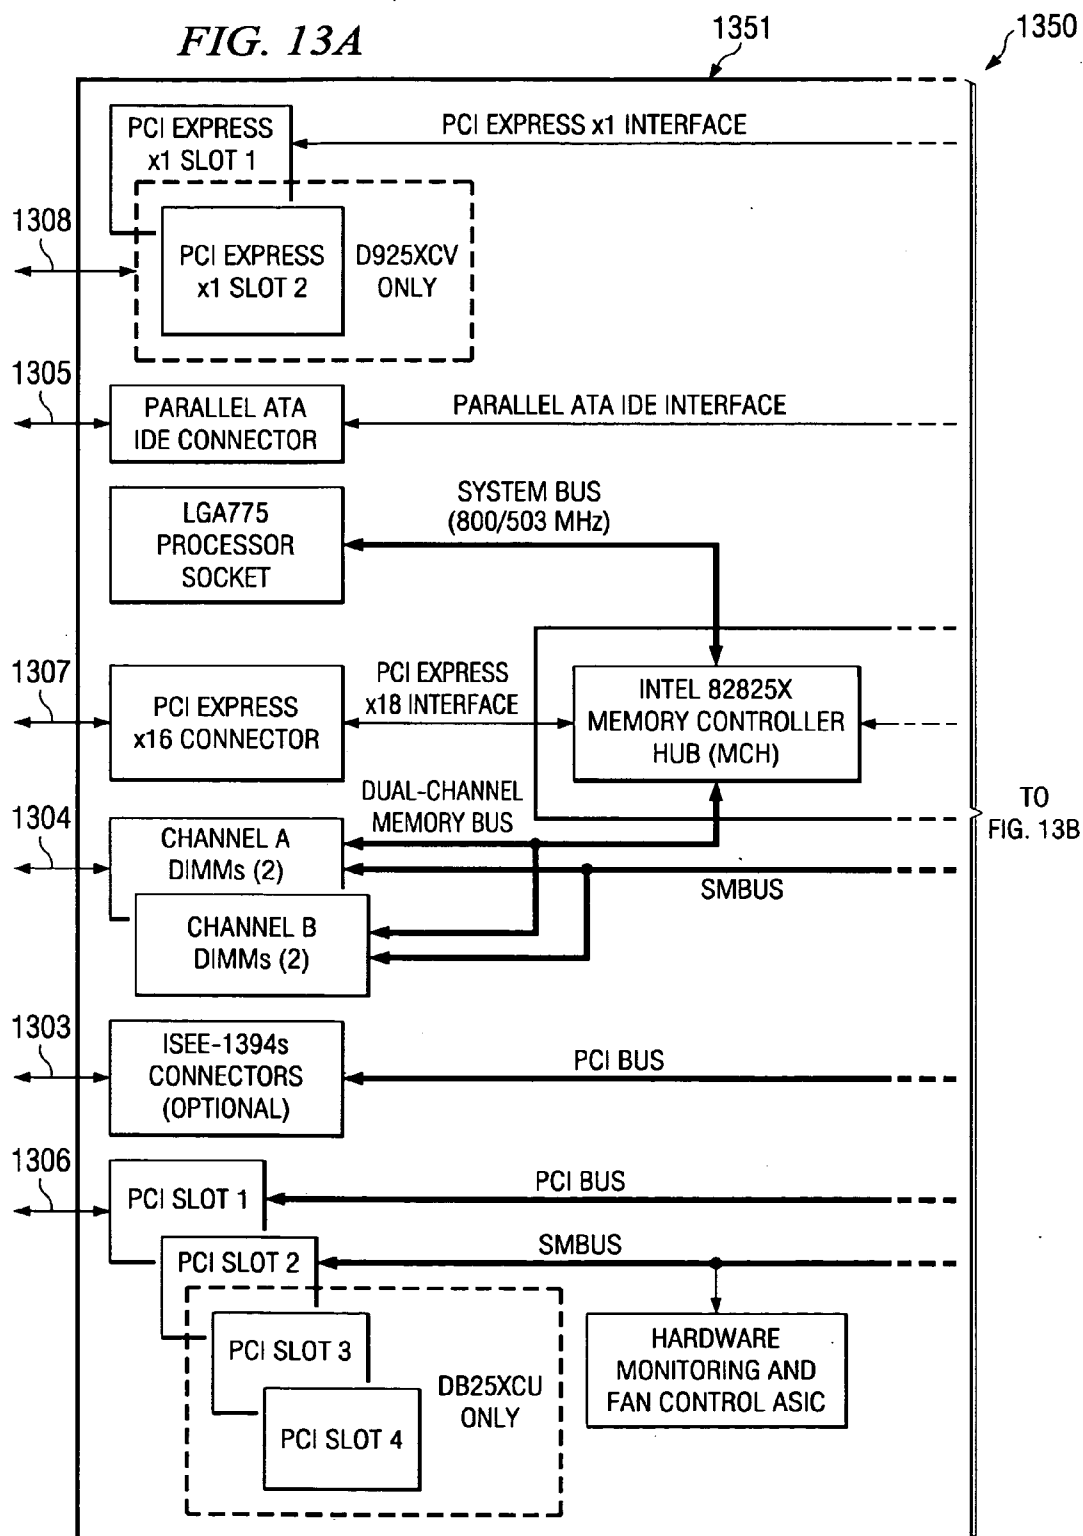 FIG. 13A
1351
1350
PCI EXPRESS
x1 SLOT 1
PCI EXPRESS x1 INTERFACE
1308
PCI EXPRESS
x1 SLOT 2
D925XCV
ONLY
1305
PARALLEL ATA
IDE CONNECTOR
PARALLEL ATA IDE INTERFACE
LGA775
PROCESSOR
SOCKET
SYSTEM BUS
(800/503 MHz)
1307
PCI EXPRESS
x16 CONNECTOR
PCI EXPRESS
x18 INTERFACE
INTEL 82825X
MEMORY CONTROLLER
HUB (MCH)
TO
FIG. 13B
1304
CHANNEL A
DIMMs (2)
DUAL-CHANNEL
MEMORY BUS
SMBUS
CHANNEL B
DIMMs (2)
1303
ISEE-1394s
CONNECTORS
(OPTIONAL)
PCI BUS
1306
PCI SLOT 1
PCI BUS
PCI SLOT 2
SMBUS
PCI SLOT 3
PCI SLOT 4
DB25XCU
ONLY
HARDWARE
MONITORING AND
FAN CONTROL ASIC